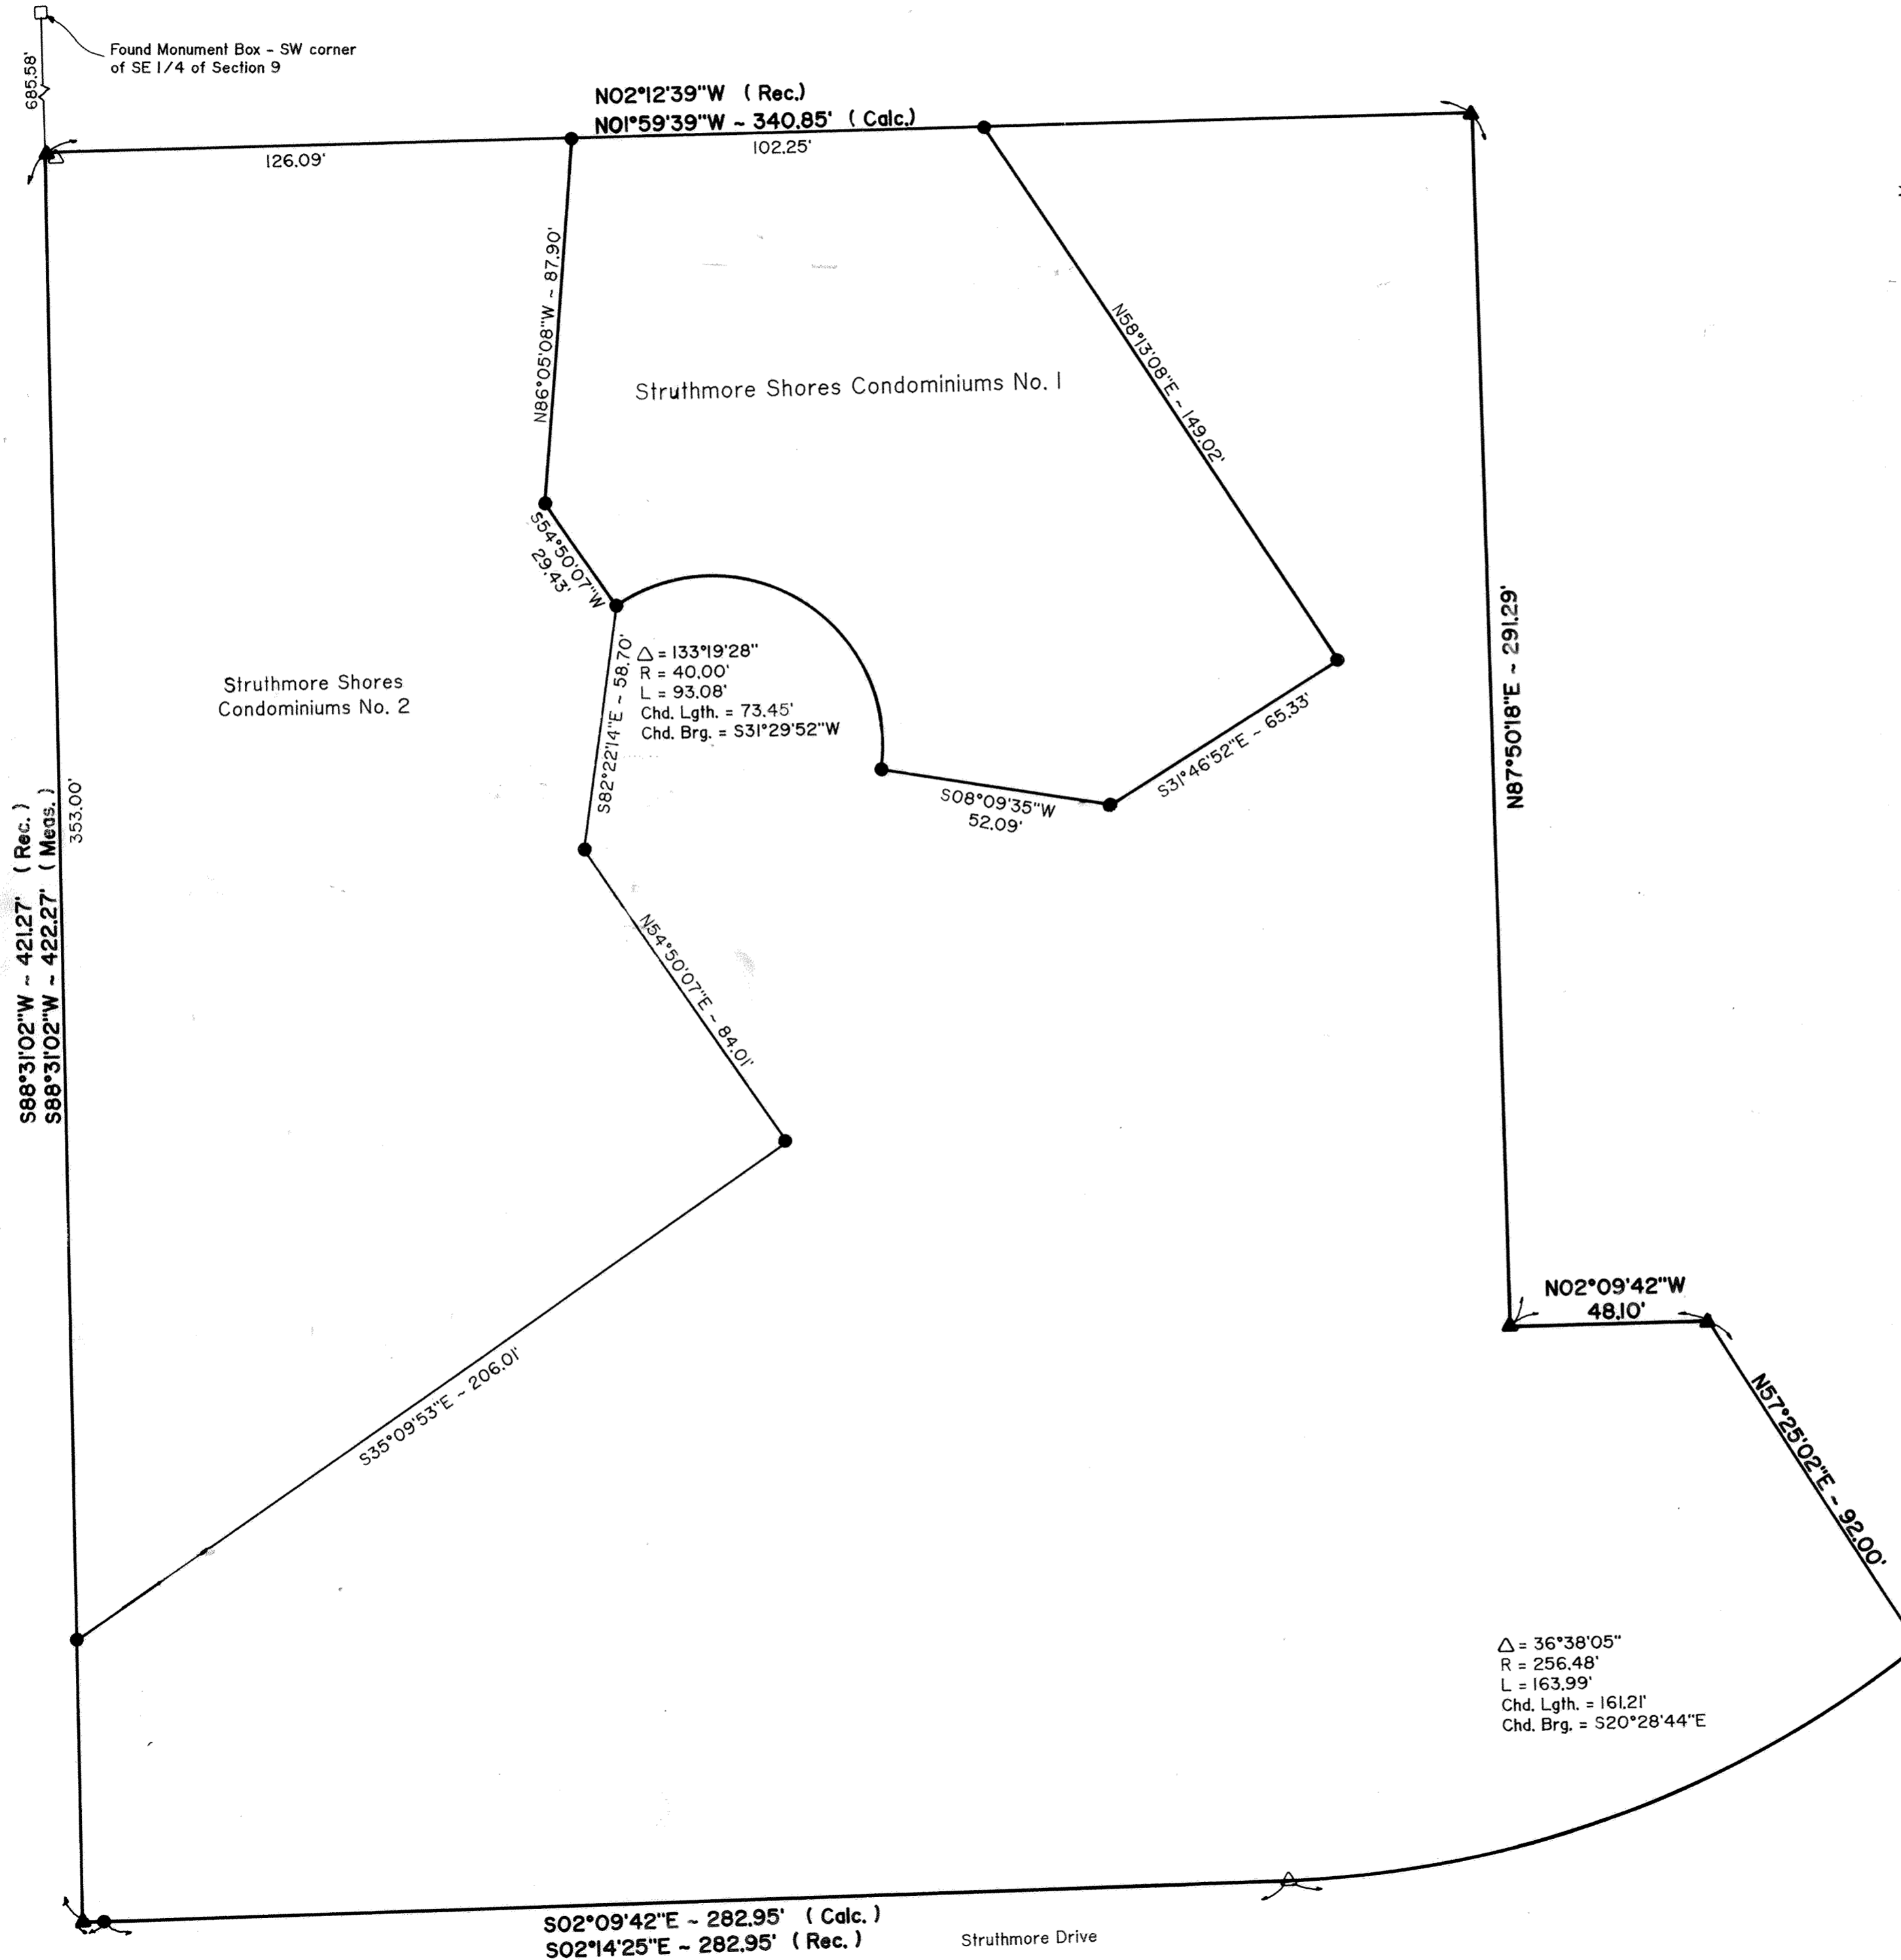 Found Monument Box - SW corner
of SE 1/4 of Section 9
685.58'
N02°12'39"W ( Rec.)
N01°59'39"W ~ 340.85' ( Calc.)
126.09'
102.25'
N86°05'08"W ~ 87.90'
N58°13'08"E ~ 149.02'
Struthmore Shores Condominiums No. 1
S54°50'07"W
29.43'
S82°22'14"E ~ 58.70'
△ = 133°19'28"
R = 40.00'
L = 93.08'
Chd. Lgth. = 73.45'
Chd. Brg. = S31°29'52"W
Struthmore Shores
Condominiums No. 2
S08°09'35"W
52.09'
S31°46'52"E ~ 65.33'
N87°50'18"E ~ 291.29'
S88°31'02"W ~ 421.27' ( Rec. )
S88°31'02"W ~ 422.27' ( Meas. )
353.00'
N54°50'07"E ~ 84.01'
S35°09'53"E ~ 206.01'
N02°09'42"W
48.10'
N57°25'02"E ~ 92.00'
△ = 36°38'05"
R = 256.48'
L = 163.99'
Chd. Lgth. = 161.21'
Chd. Brg. = S20°28'44"E
S02°09'42"E ~ 282.95' ( Calc. )
S02°14'25"E ~ 282.95' ( Rec. )
Struthmore Drive